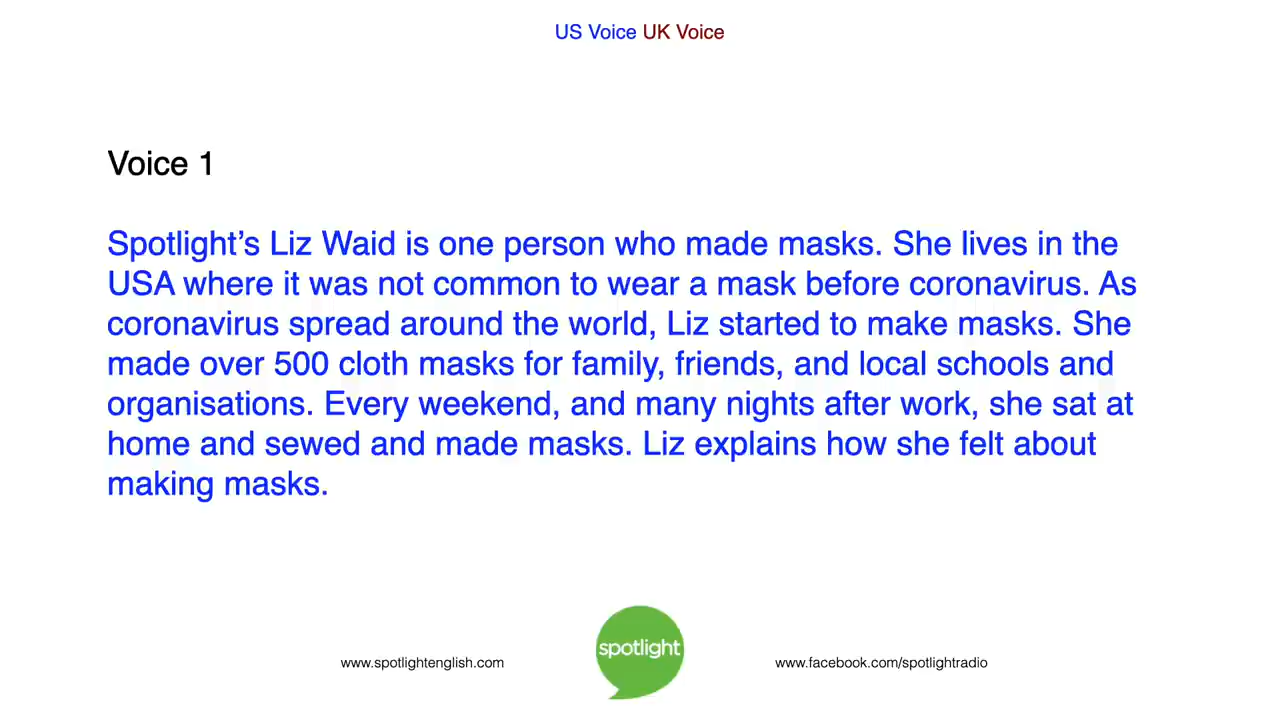 US Voice UK Voice
Voice 1
Spotlight’s Liz Waid is one person who made masks. She lives in the
USA where it was not common to wear a mask before coronavirus. As
coronavirus spread around the world, Liz started to make masks. She
made over 500 cloth masks for family, friends, and local schools and
organisations. Every weekend, and many nights after work, she sat at
home and sewed and made masks. Liz explains how she felt about
making masks.
spotlight
www.spotlightenglish.com
www.facebook.com/spotlightradio